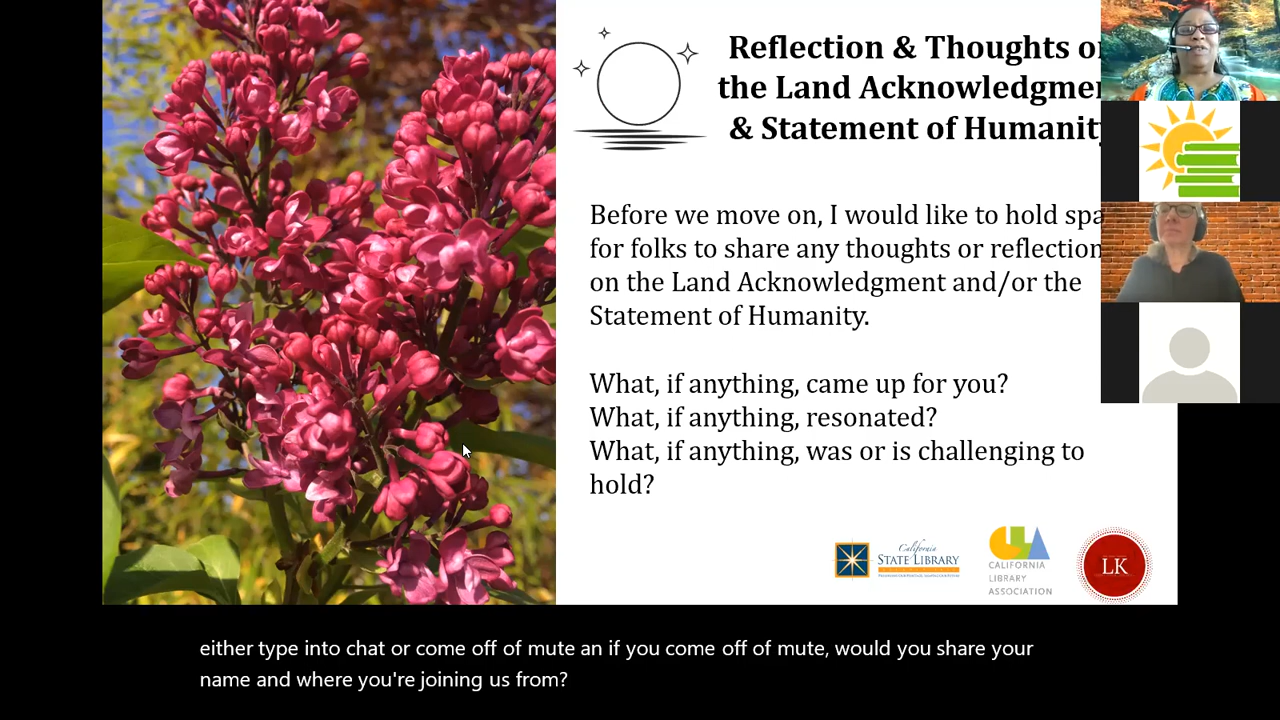 Reflection & Thoughts o
the Land Acknowledgme
& Statement of Humanity
Before we move on, I would like to hold spa
for folks to share any thoughts or reflection
on the Land Acknowledgment and/or the
Statement of Humanity.
What, if anything, came up for you?
What, if anything, resonated?
What, if anything, was or is challenging to
hold?
California
STATE LIBRARY
CLA
CALIFORNIA
LIBRARY
ASSOCIATION
LK
either type into chat or come off of mute an if you come off of mute, would you share your
name and where you're joining us from?